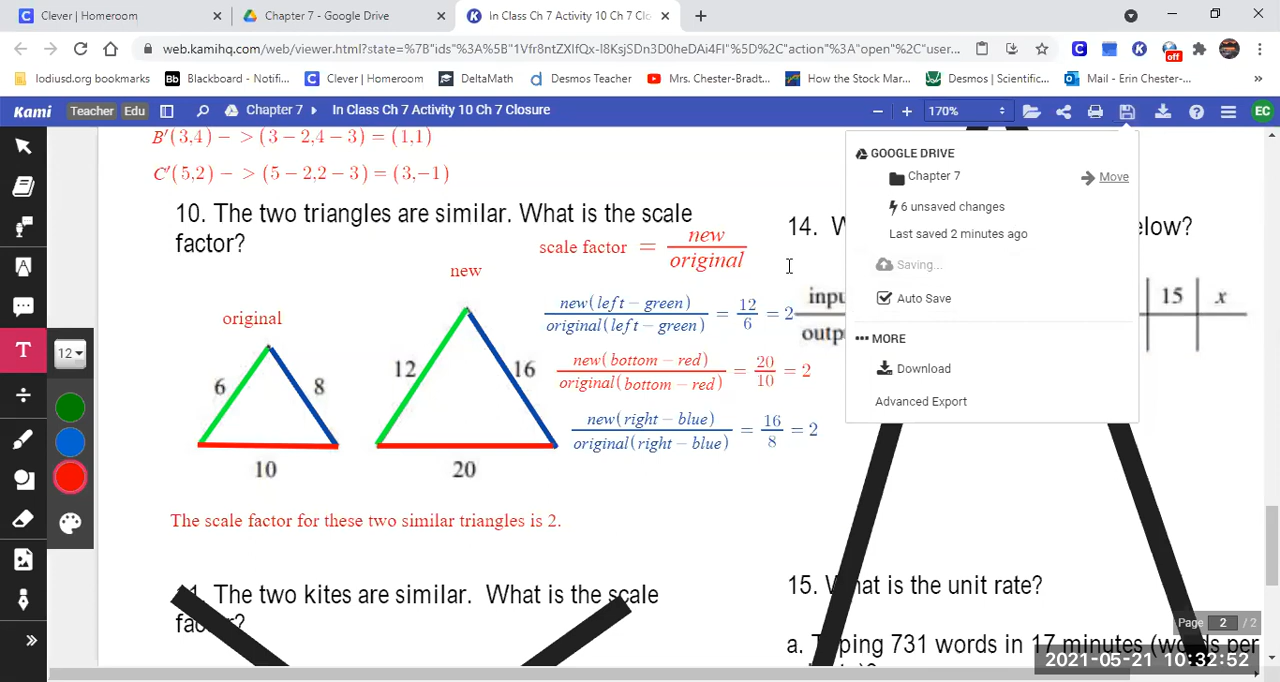 Clever | Homeroom
Chapter 7 - Google Drive
In Class Ch 7 Activity 10 Ch 7 Clo
web.kamihq.com/web/viewer.html?state=%7B"ids"%3A%5B"1Vfr8ntZXIfQx-I8KsjSDn3D0heDAi4FI"%5D%2C"action"%3A"open"%2C"user...
off
lodiusd.org bookmarks
Blackboard - Notifi...
Clever | Homeroom
DeltaMath
Desmos Teacher
Mrs. Chester-Bradt...
How the Stock Mar...
Desmos | Scientific...
Mail - Erin Chester-...
»
Kami Teacher Edu
Chapter 7
In Class Ch 7 Activity 10 Ch 7 Closure
170%
EC
B′(3,4)− > (3−2,4−3) = (1,1)
C′(5,2)− > (5−2,2−3) = (3,−1)
10. The two triangles are similar. What is the scale
factor?
scale factor = new
original
original
new
6
8
10
12
16
20
new(left−green)
original(left−green)
= 12
6
= 2
new(bottom−red)
original(bottom−red)
= 20
10
= 2
new(right−blue)
original(right−blue)
= 16
8
= 2
The scale factor for these two similar triangles is 2.
The two kites are similar. What is the scale
GOOGLE DRIVE
Chapter 7
Move
6 unsaved changes
Last saved 2 minutes ago
Saving...
Auto Save
MORE
Download
Advanced Export
14. W
elow?
inpu
15
x
outp
15. What is the unit rate?
a. Typing 731 words in 17 minutes (words per
Page 2 / 2
2021-05-21 10:32:52
T
12